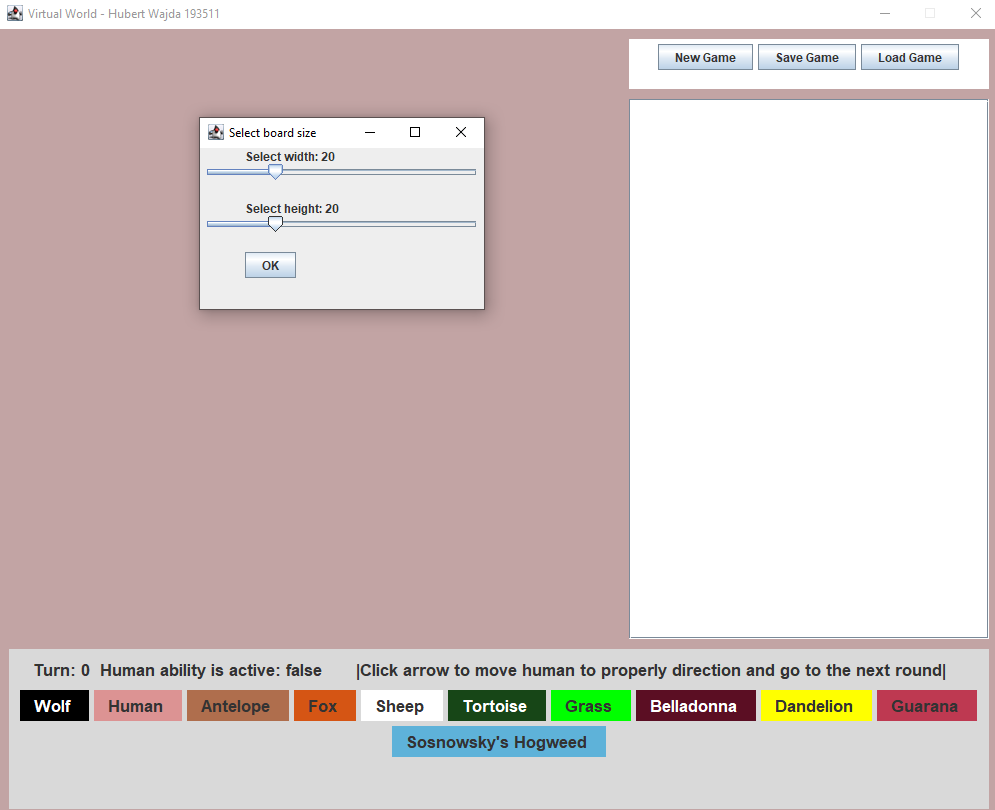 Virtual World - Hubert Wajda 193511
New Game Save Game Load Game
Select board size
Select width: 20
Select height: 20
OK
Turn: 0 Human ability is active: false |Click arrow to move human to properly direction and go to the next round|
Wolf Human Antelope Fox Sheep Tortoise Grass Belladonna Dandelion Guarana
Sosnowsky's Hogweed